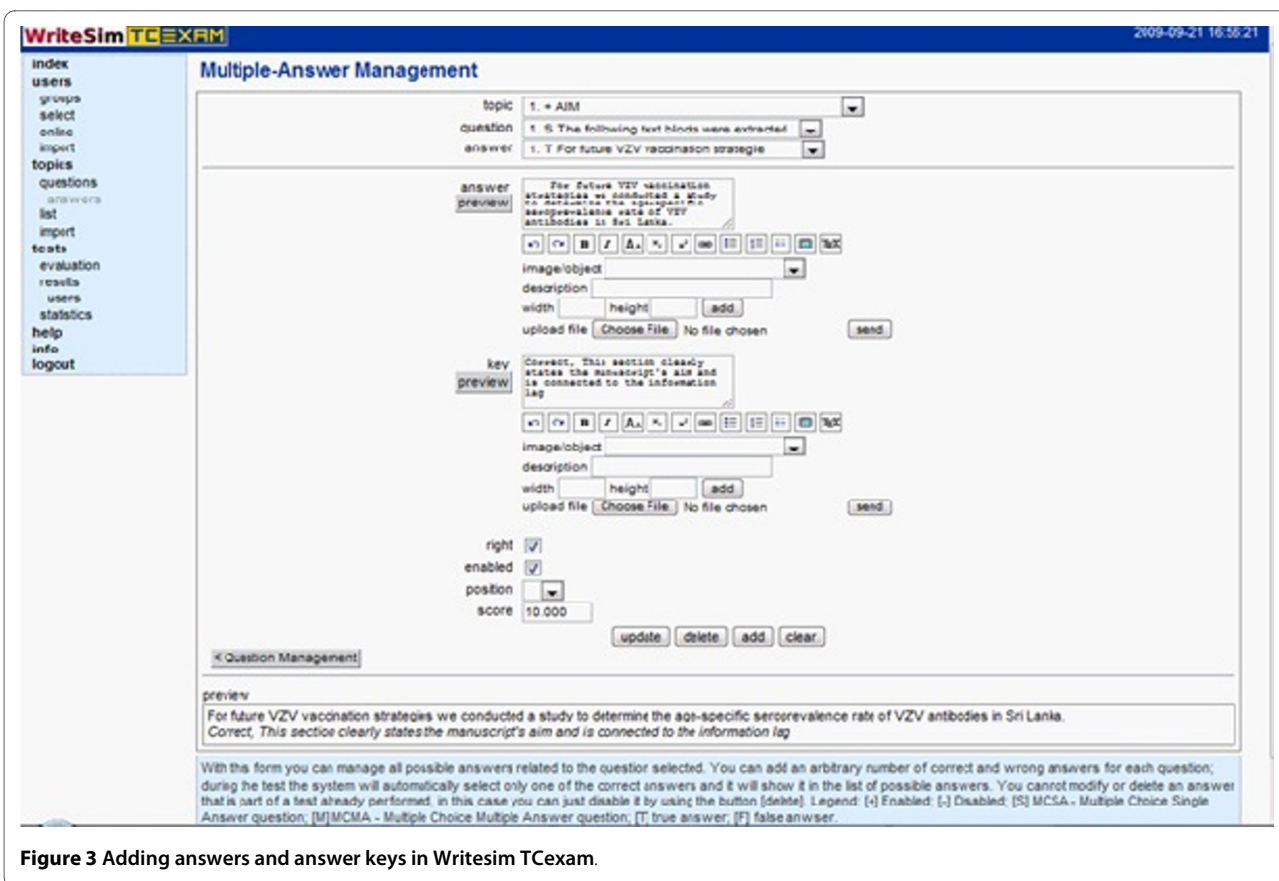 WriteSim TCEXAM
2009-09-21 16:55:21
index
users
groups
select
online
import
topics
questions
answers
list
import
tests
evaluation
results
users
statistics
help
info
logout
Multiple-Answer Management
topic 1. + AIM
question 1. S The following text blocks were extracted
answer 1. T For future VZV vaccination strategie
answer
preview
For future VZV vaccination
strategies we conducted a study
to determine the age-specific
seroprevalence rate of VZV
antibodies in Sri Lanka.
image/object
description
width height add
upload file Choose File No file chosen send
key
preview
Correct, This section clearly
states the manuscript's aim and
is connected to the information
lag
image/object
description
width height add
upload file Choose File No file chosen send
right
enabled
position
score 10.000
update delete add clear
< Question Management
preview
For future VZV vaccination strategies we conducted a study to determine the age-specific seroprevalence rate of VZV antibodies in Sri Lanka.
Correct, This section clearly states the manuscript's aim and is connected to the information lag
With this form you can manage all possible answers related to the question selected. You can add an arbitrary number of correct and wrong answers for each question;
during the test the system will automatically select only one of the correct answers and it will show it in the list of possible answers. You cannot modify or delete an answer
that is part of a test already performed, in this case you can just disable it by using the button [delete]. Legend: [+] Enabled; [-] Disabled; [S] MCSA - Multiple Choice Single
Answer question; [M] MCMA - Multiple Choice Multiple Answer question; [T] true answer; [F] false anwser.
Figure 3 Adding answers and answer keys in Writesim TCexam.